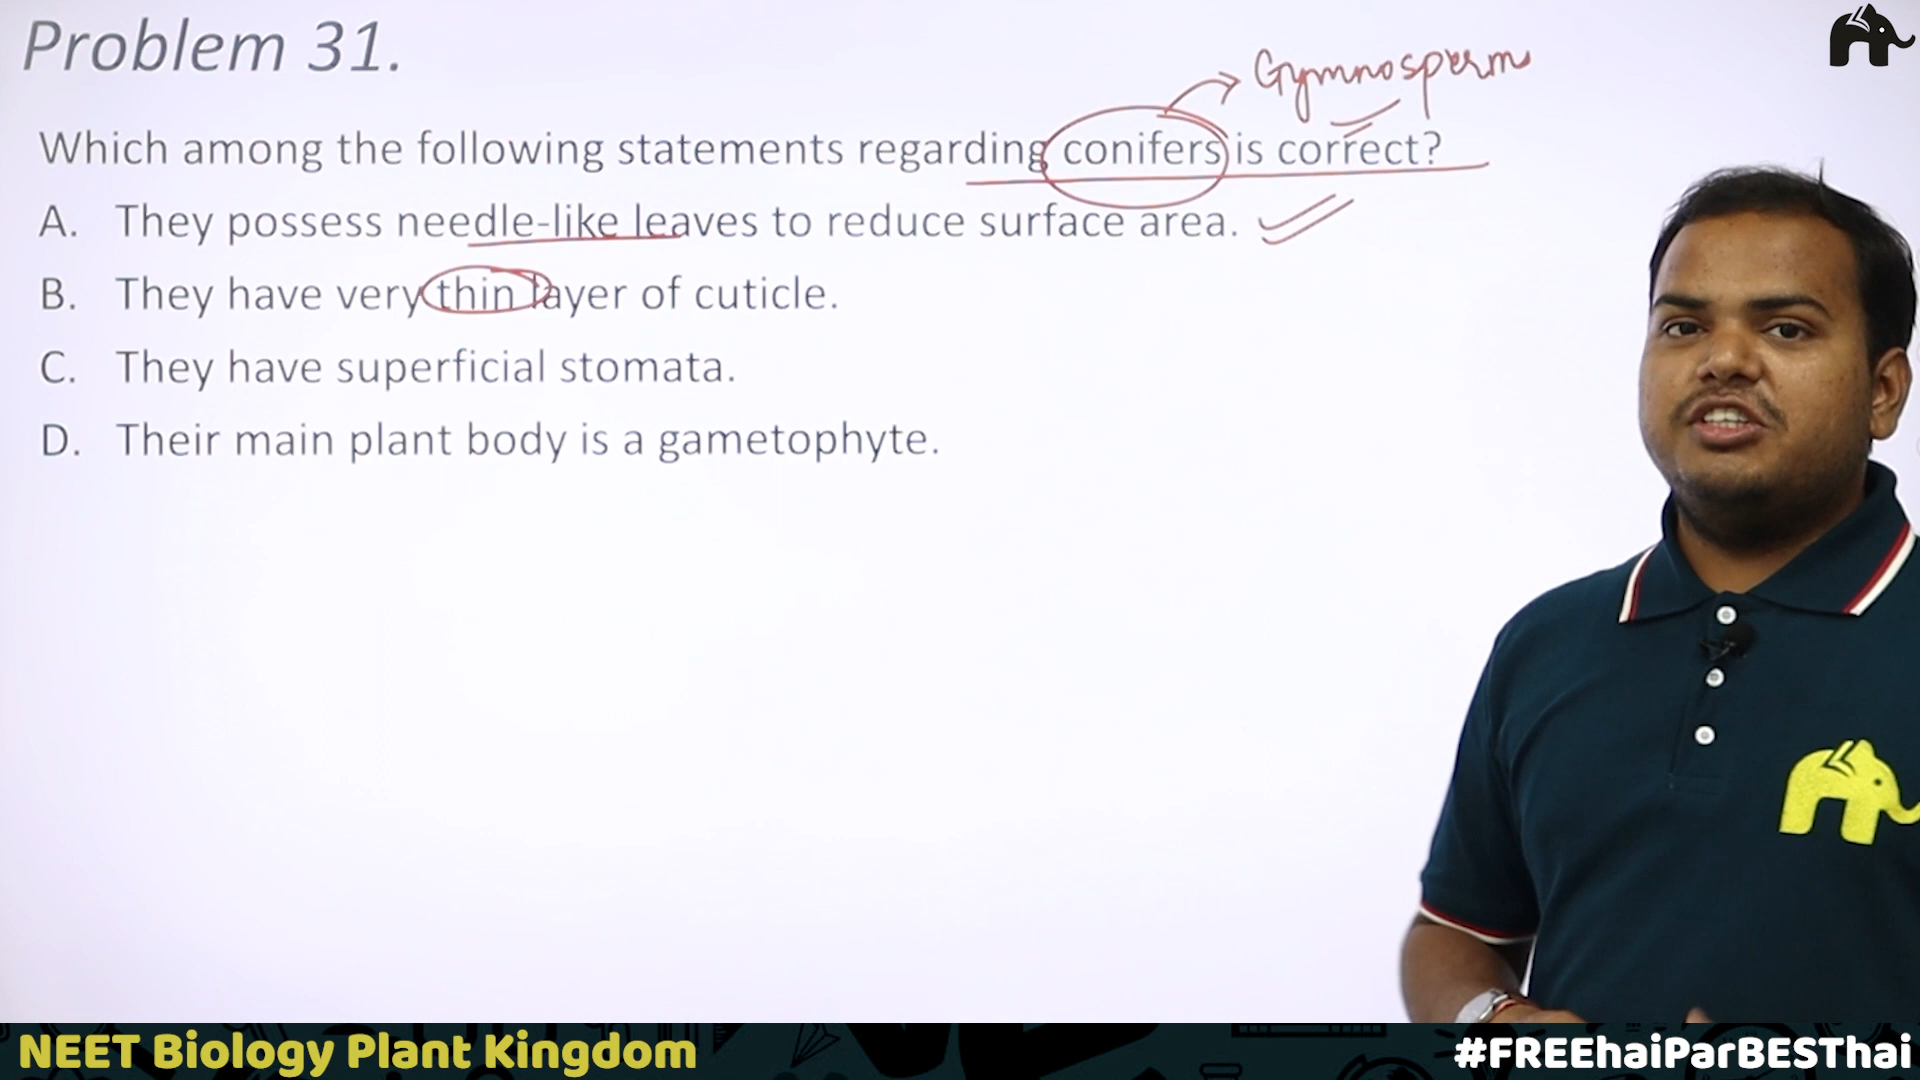 Problem 31.
Gymnosperm
Which among the following statements regarding conifers is correct?
A. They possess needle-like leaves to reduce surface area.
B. They have very thin layer of cuticle.
C. They have superficial stomata.
D. Their main plant body is a gametophyte.
NEET Biology Plant Kingdom
#FREEhaiParBESThai